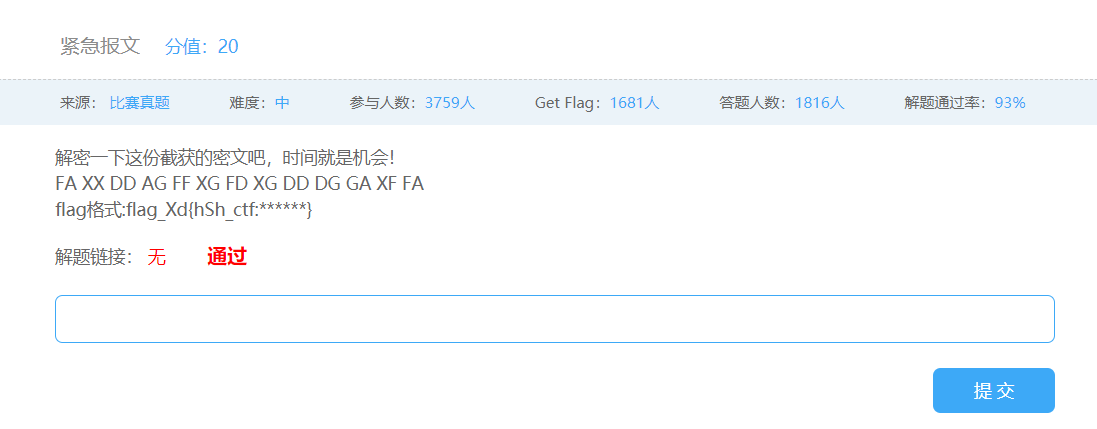 紧急报文 分值：20
来源： 比赛真题 难度：中 参与人数：3759人 Get Flag：1681人 答题人数：1816人 解题通过率：93%
解密一下这份截获的密文吧，时间就是机会！
FA XX DD AG FF XG FD XG DD DG GA XF FA
flag格式:flag_Xd{hSh_ctf:******}
解题链接： 无 通过
提交